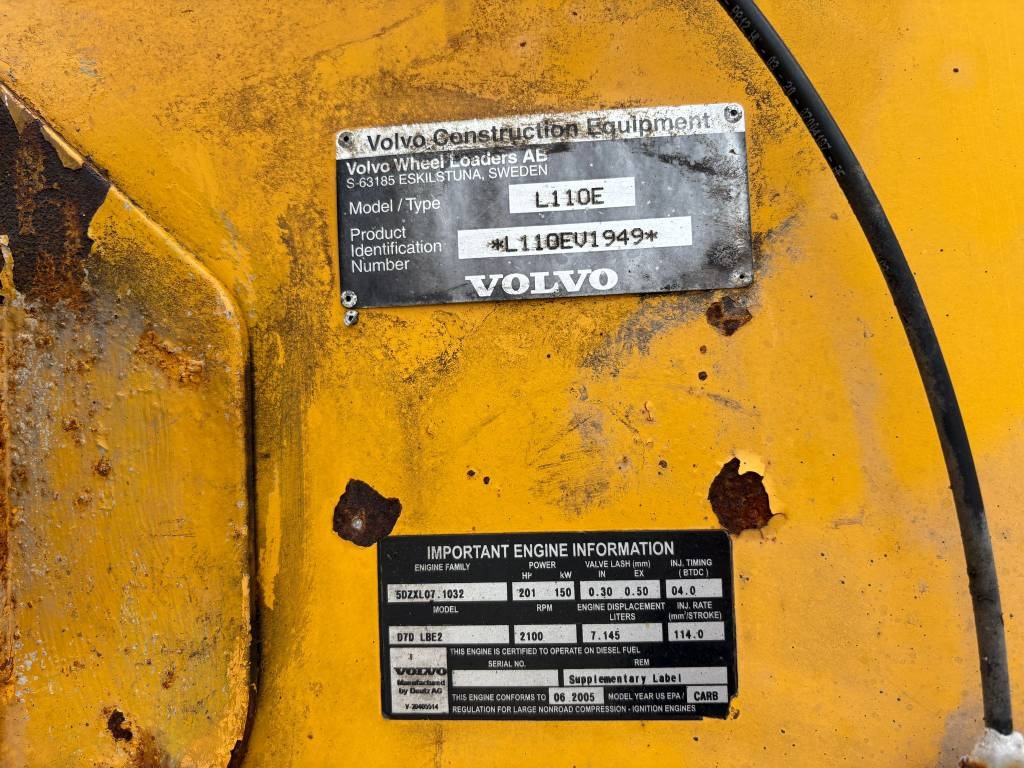 Volvo Construction Equipment
Volvo Wheel Loaders AB
S-63185 ESKILSTUNA, SWEDEN
Model / Type L110E
Product
Identification
Number
*L110EV1949*
VOLVO
IMPORTANT ENGINE INFORMATION
ENGINE FAMILY POWER VALVE LASH (mm) INJ. TIMING
HP kW IN EX (BTDC)
5DZXL07.1032 201 150 0.30 0.50 04.0
MODEL RPM ENGINE DISPLACEMENT INJ. RATE
LITERS (mm³/STROKE)
D7D LBE2 2100 7.145 114.0
THIS ENGINE IS CERTIFIED TO OPERATE ON DIESEL FUEL
SERIAL NO. REM
Supplementary Label
VOLVO
Manufactured
by Deutz AG
THIS ENGINE CONFORMS TO 06.2005 MODEL YEAR US EPA / CARB
REGULATION FOR LARGE NONROAD COMPRESSION - IGNITION ENGINES